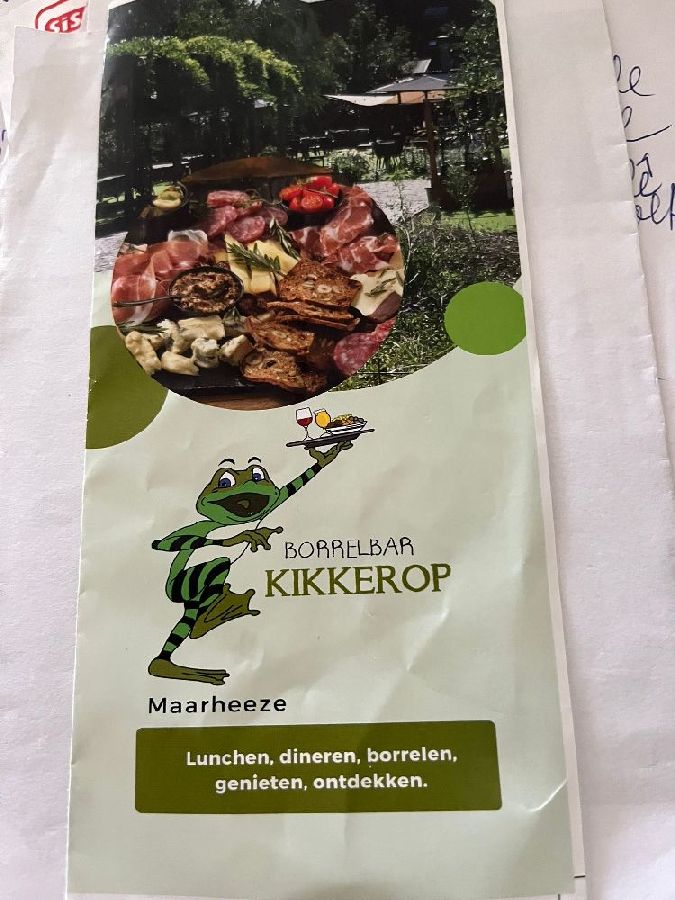 BORRELBAR
KIKKEROP
Maarheeze
Lunchen, dineren, borrelen,
genieten, ontdekken.